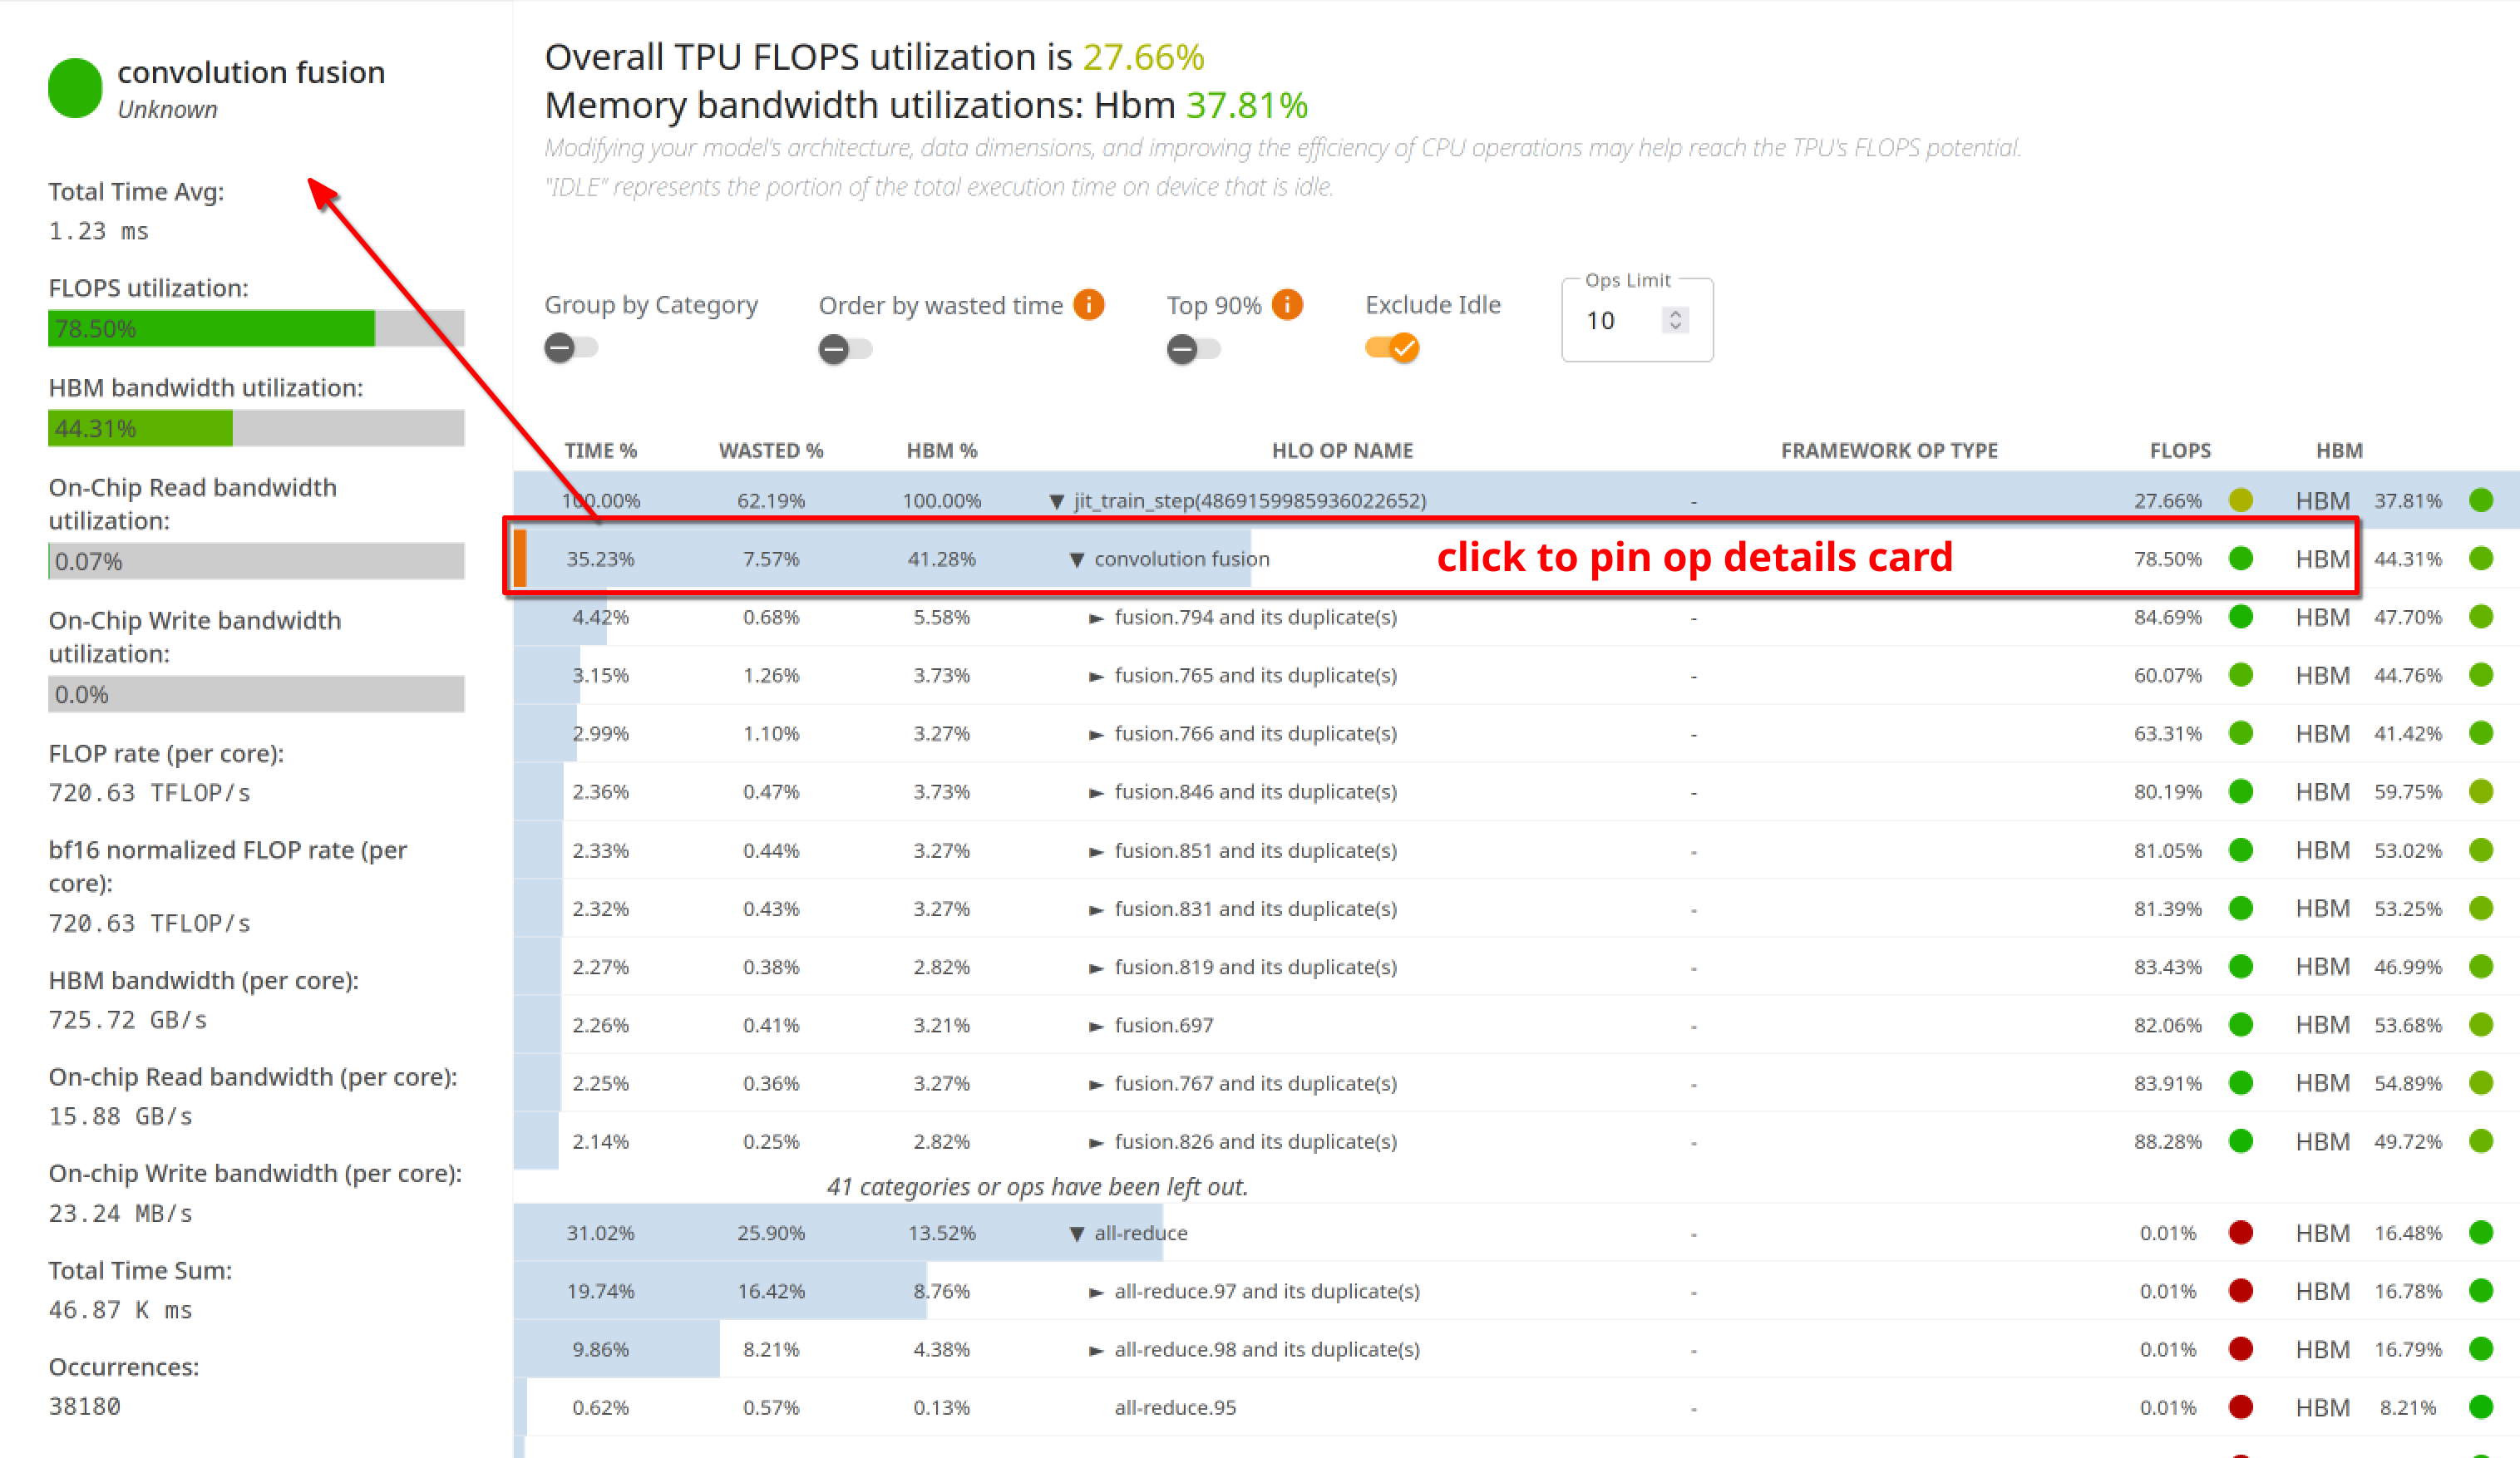 convolution fusion
Unknown
Total Time Avg:
1.23 ms
FLOPS utilization:
78.50%
HBM bandwidth utilization:
44.31%
On-Chip Read bandwidth
utilization:
0.07%
On-Chip Write bandwidth
utilization:
0.0%
FLOP rate (per core):
720.63 TFLOP/s
bf16 normalized FLOP rate (per
core):
720.63 TFLOP/s
HBM bandwidth (per core):
725.72 GB/s
On-chip Read bandwidth (per core):
15.88 GB/s
On-chip Write bandwidth (per core):
23.24 MB/s
Total Time Sum:
46.87 K ms
Occurrences:
38180
Overall TPU FLOPS utilization is 27.66%
Memory bandwidth utilizations: Hbm 37.81%
Modifying your model's architecture, data dimensions, and improving the efficiency of CPU operations may help reach the TPU's FLOPS potential.
"IDLE" represents the portion of the total execution time on device that is idle.
Group by Category Order by wasted time i Top 90% i Exclude Idle Ops Limit
10
TIME % WASTED % HBM % HLO OP NAME FRAMEWORK OP TYPE FLOPS HBM
100.00% 62.19% 100.00% ▼ jit_train_step(4869159985936022652) - 27.66% HBM 37.81%
35.23% 7.57% 41.28% ▼ convolution fusion click to pin op details card 78.50% HBM 44.31%
4.42% 0.68% 5.58% ► fusion.794 and its duplicate(s) - 84.69% HBM 47.70%
3.15% 1.26% 3.73% ► fusion.765 and its duplicate(s) - 60.07% HBM 44.76%
2.99% 1.10% 3.27% ► fusion.766 and its duplicate(s) - 63.31% HBM 41.42%
2.36% 0.47% 3.73% ► fusion.846 and its duplicate(s) - 80.19% HBM 59.75%
2.33% 0.44% 3.27% ► fusion.851 and its duplicate(s) - 81.05% HBM 53.02%
2.32% 0.43% 3.27% ► fusion.831 and its duplicate(s) - 81.39% HBM 53.25%
2.27% 0.38% 2.82% ► fusion.819 and its duplicate(s) - 83.43% HBM 46.99%
2.26% 0.41% 3.21% ► fusion.697 - 82.06% HBM 53.68%
2.25% 0.36% 3.27% ► fusion.767 and its duplicate(s) - 83.91% HBM 54.89%
2.14% 0.25% 2.82% ► fusion.826 and its duplicate(s) - 88.28% HBM 49.72%
41 categories or ops have been left out.
31.02% 25.90% 13.52% ▼ all-reduce - 0.01% HBM 16.48%
19.74% 16.42% 8.76% ► all-reduce.97 and its duplicate(s) - 0.01% HBM 16.78%
9.86% 8.21% 4.38% ► all-reduce.98 and its duplicate(s) - 0.01% HBM 16.79%
0.62% 0.57% 0.13% all-reduce.95 - 0.01% HBM 8.21%